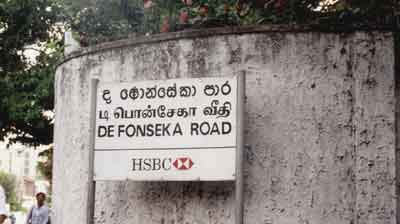 ද ෆොන්සේකා පාර
டி பொன்சேகா வீதி
DE FONSEKA ROAD
HSBC